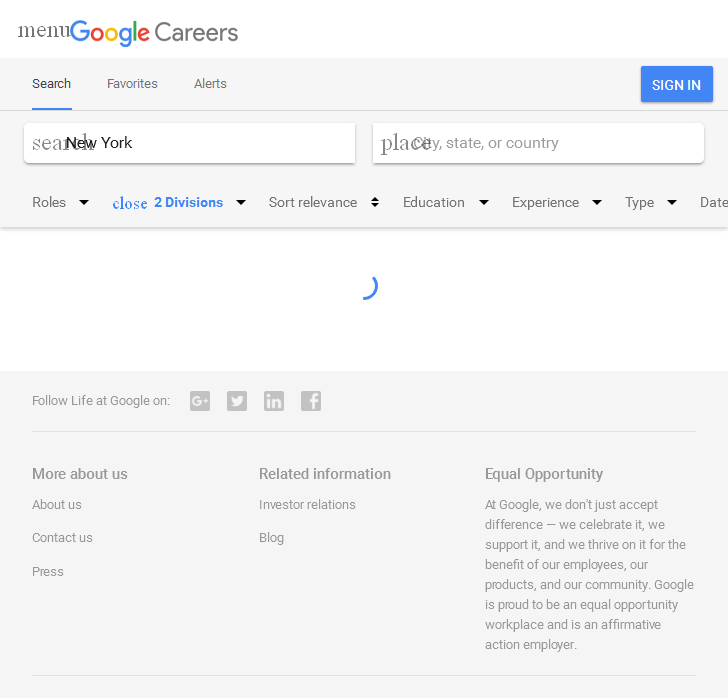 menu Google Careers
Search Favorites Alerts SIGN IN
search New York place City, state, or country
Roles close 2 Divisions Sort relevance Education Experience Type Date
Follow Life at Google on:
More about us
About us
Contact us
Press
Related information
Investor relations
Blog
Equal Opportunity
At Google, we don't just accept
difference — we celebrate it, we
support it, and we thrive on it for the
benefit of our employees, our
products, and our community. Google
is proud to be an equal opportunity
workplace and is an affirmative
action employer.